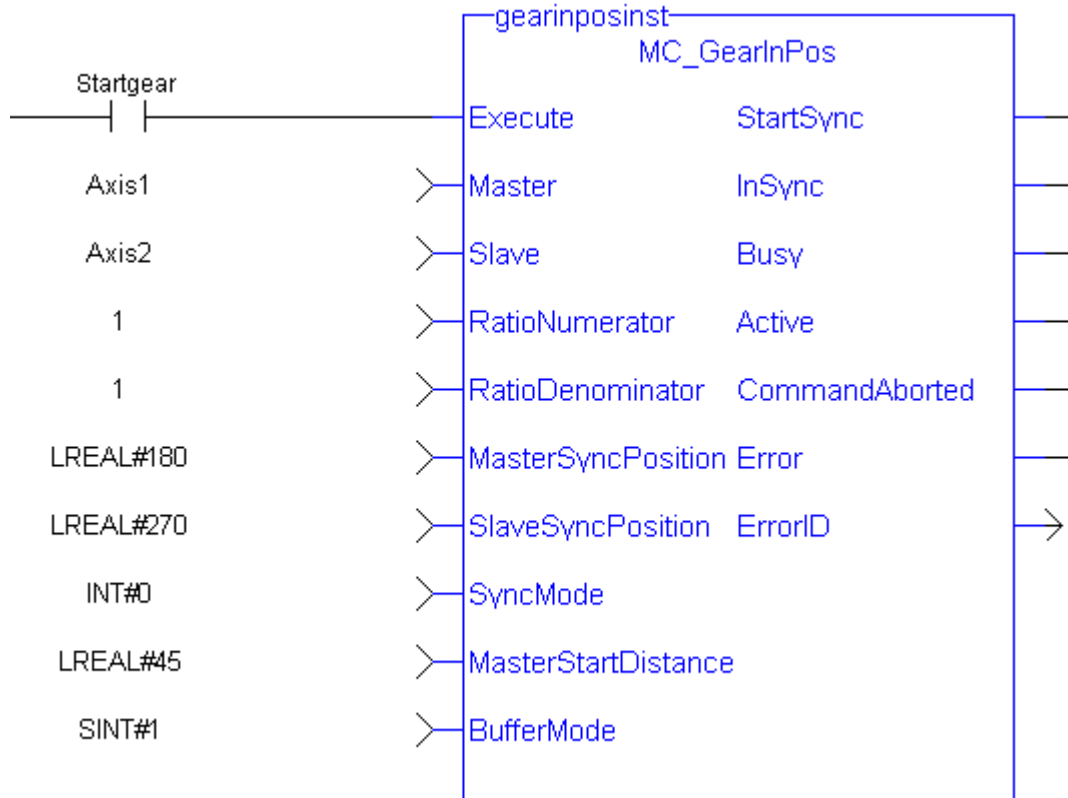 gearinposinst
MC_GearInPos
Startgear
Execute StartSync
Axis1 Master InSync
Axis2 Slave Busy
1 RatioNumerator Active
1 RatioDenominator CommandAborted
LREAL#180 MasterSyncPosition Error
LREAL#270 SlaveSyncPosition ErrorID
INT#0 SyncMode
LREAL#45 MasterStartDistance
SINT#1 BufferMode